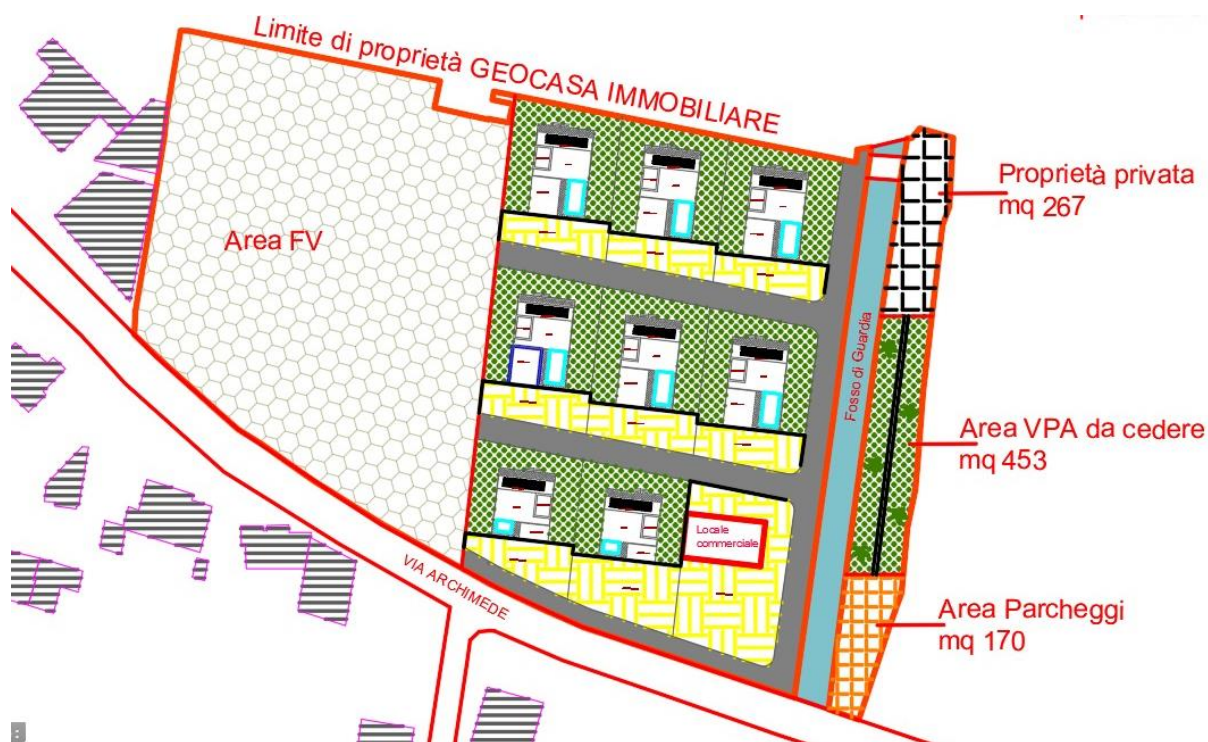 Limite di proprietà GEOCASA IMMOBILIARE
Proprietà privata
mq 267
Area FV
Fosso di Guardia
Area VPA da cedere
mq 453
Locale
commerciale
VIA ARCHIMEDE
Area Parcheggi
mq 170